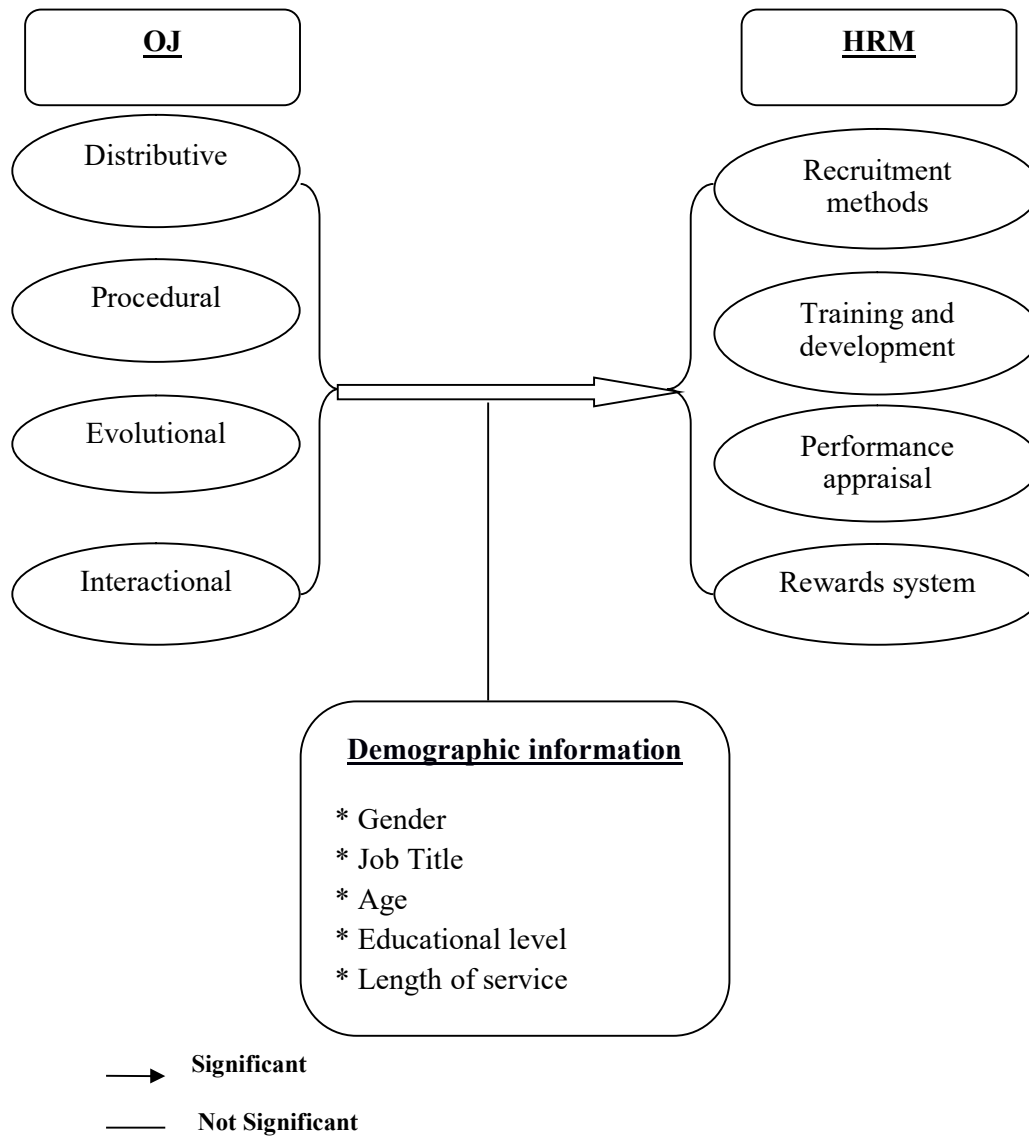 OJ
HRM
Distributive
Procedural
Evolutional
Interactional
Recruitment
methods
Training and
development
Performance
appraisal
Rewards system
Demographic information
* Gender
* Job Title
* Age
* Educational level
* Length of service
Significant
Not Significant